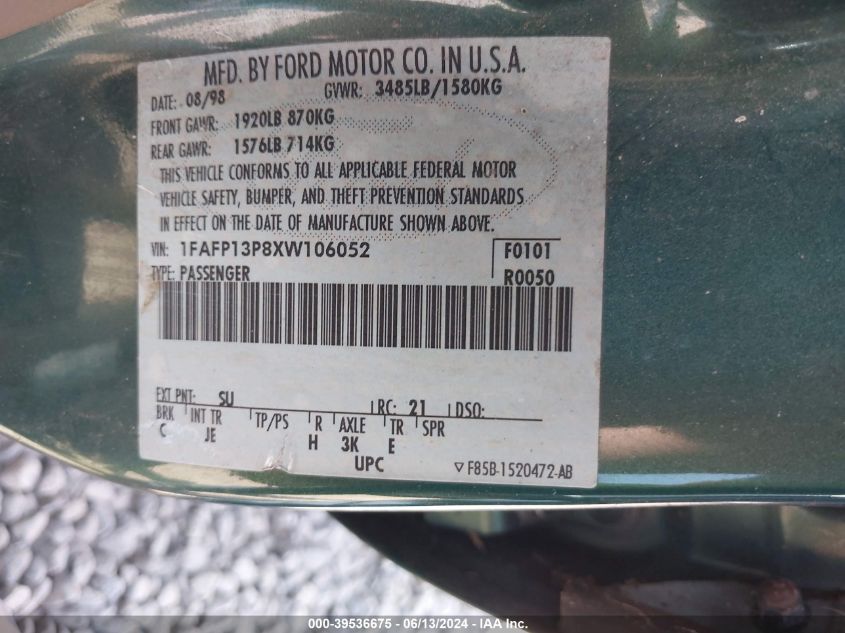 MFD. BY FORD MOTOR CO. IN U.S.A.
DATE: 08/98 GVWR: 3485LB/1580KG
FRONT GAWR: 1920LB 870KG
REAR GAWR: 1576LB 714KG
THIS VEHICLE CONFORMS TO ALL APPLICABLE FEDERAL MOTOR
VEHICLE SAFETY, BUMPER, AND THEFT PREVENTION STANDARDS
IN EFFECT ON THE DATE OF MANUFACTURE SHOWN ABOVE.
VIN: 1FAFP13P8XW106052 F0101
TYPE: PASSENGER R0050
EXT PNT: SU RC: 21 DSO:
BRK INT TR TP/PS R AXLE TR SPR
C JE H 3K E
UPC ▽ F85B-1520472-AB
000-39536675 - 06/13/2024 - IAA Inc.